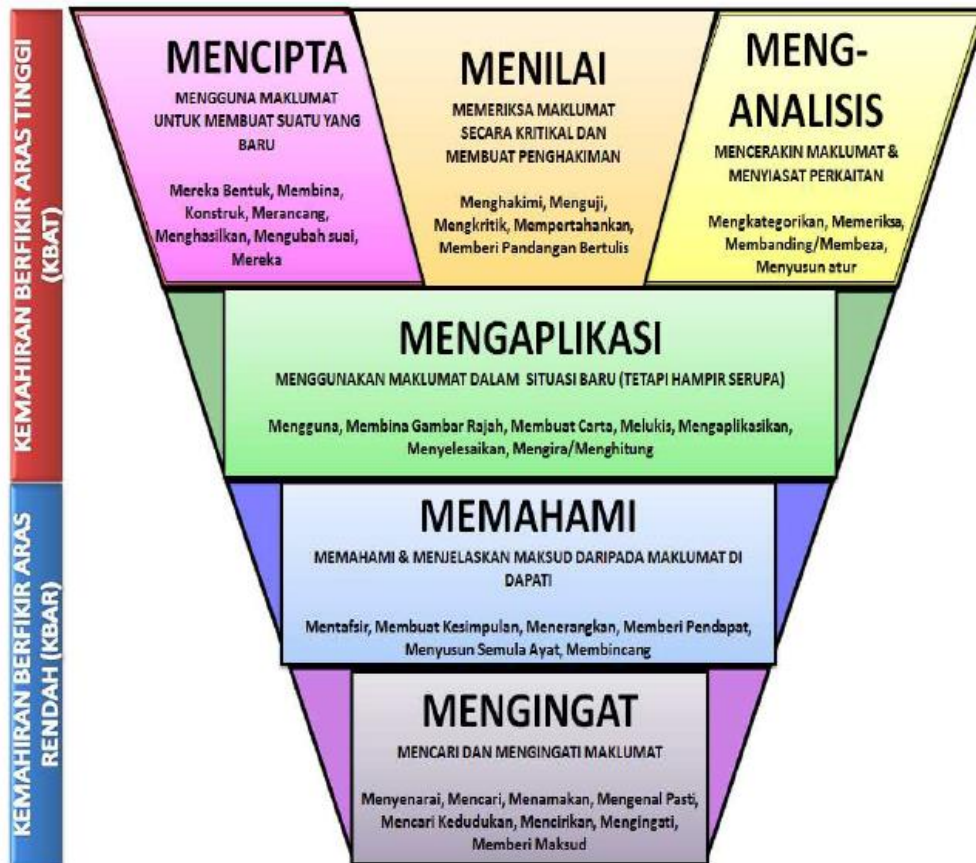 KEMAHIRAN BERFIKIR ARAS TINGGI
(KBAT)
MENCIPTA
MENGGUNA MAKLUMAT
UNTUK MEMBUAT SUATU YANG
BARU
Mereka Bentuk, Membina,
Konstruk, Merancang,
Menghasilkan, Mengubah suai,
Mereka
MENILAI
MEMERIKSA MAKLUMAT
SECARA KRITIKAL DAN
MEMBUAT PENGHAKIMAN
Menghakimi, Menguji,
Mengkritik, Mempertahankan,
Memberi Pandangan Bertulis
MENG-
ANALISIS
MENCERAKIN MAKLUMAT &
MENYIASAT PERKAITAN
Mengkategorikan, Memeriksa,
Membanding/Membeza,
Menyusun atur
MENGAPLIKASI
MENGGUNAKAN MAKLUMAT DALAM SITUASI BARU (TETAPI HAMPIR SERUPA)
Mengguna, Membina Gambar Rajah, Membuat Carta, Melukis, Mengaplikasikan,
Menyelesaikan, Mengira/Menghitung
KEMAHIRAN BERFIKIR ARAS
RENDAH (KBAR)
MEMAHAMI
MEMAHAMI & MENJELASKAN MAKSUD DARIPADA MAKLUMAT DI
DAPATI
Mentafsir, Membuat Kesimpulan, Menerangkan, Memberi Pendapat,
Menyusun Semula Ayat, Membincang
MENGINGAT
MENCARI DAN MENGINGATI MAKLUMAT
Menyenarai, Mencari, Menamakan, Mengenal Pasti,
Mencari Kedudukan, Mencirikan, Mengingati,
Memberi Maksud